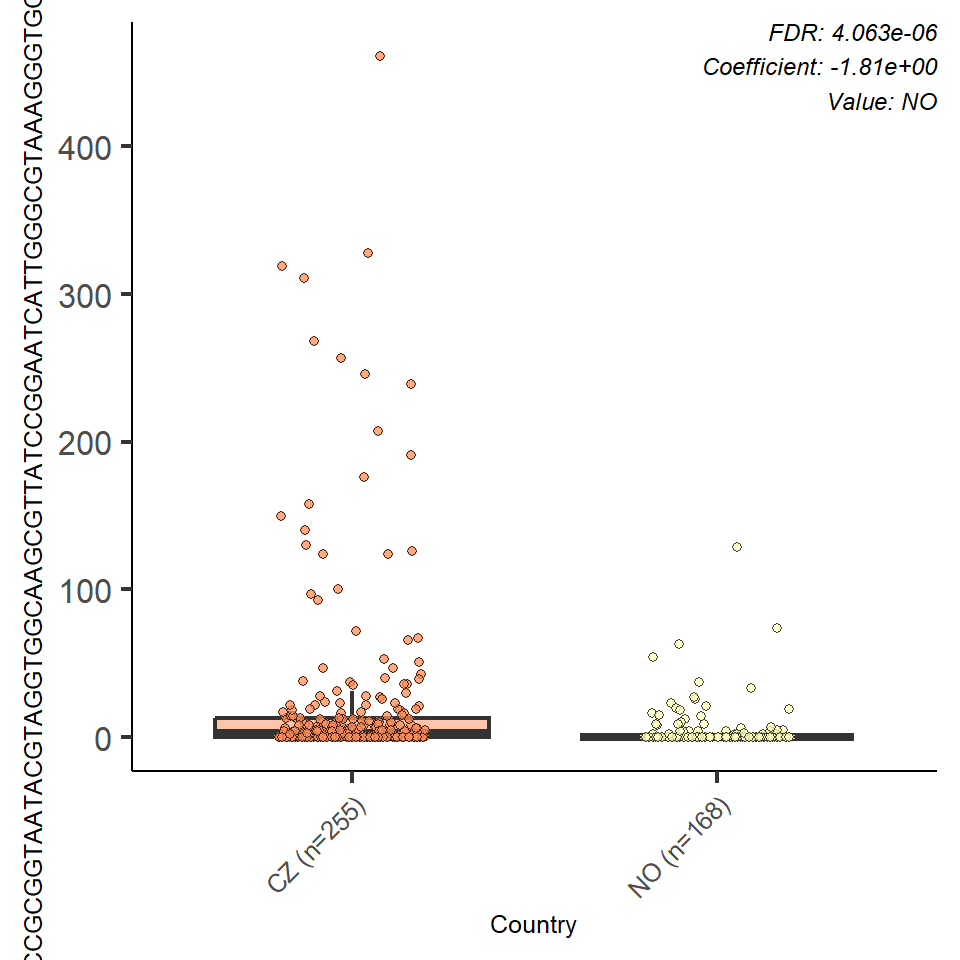 FDR: 4.063e-06
Coefficient: -1.81e+00
Value: NO
CCGCGGTAATACGTAGGTGGCAAGCGTTATCCGGAATCATTGGGCGTAAAGGGTGC
400
300
200
100
0
CZ (n=255)
NO (n=168)
Country